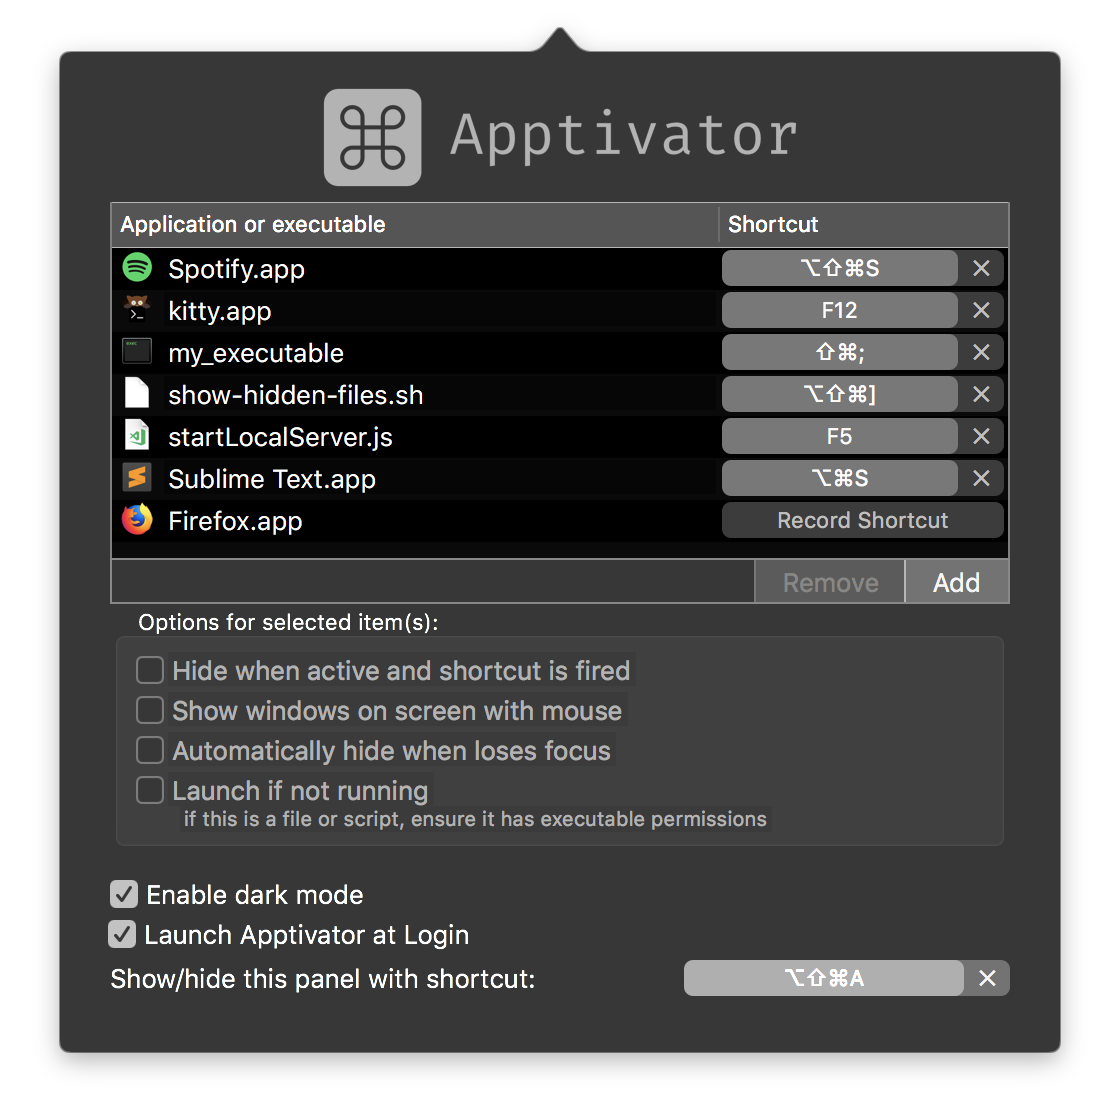 Apptivator
Application or executable Shortcut
Spotify.app ⌥⇧⌘S
kitty.app F12
exec my_executable ⇧⌘;
show-hidden-files.sh ⌥⇧⌘]
startLocalServer.js F5
Sublime Text.app ⌥⌘S
Firefox.app Record Shortcut
Remove Add
Options for selected item(s):
Hide when active and shortcut is fired
Show windows on screen with mouse
Automatically hide when loses focus
Launch if not running
if this is a file or script, ensure it has executable permissions
Enable dark mode
Launch Apptivator at Login
Show/hide this panel with shortcut: ⌥⇧⌘A